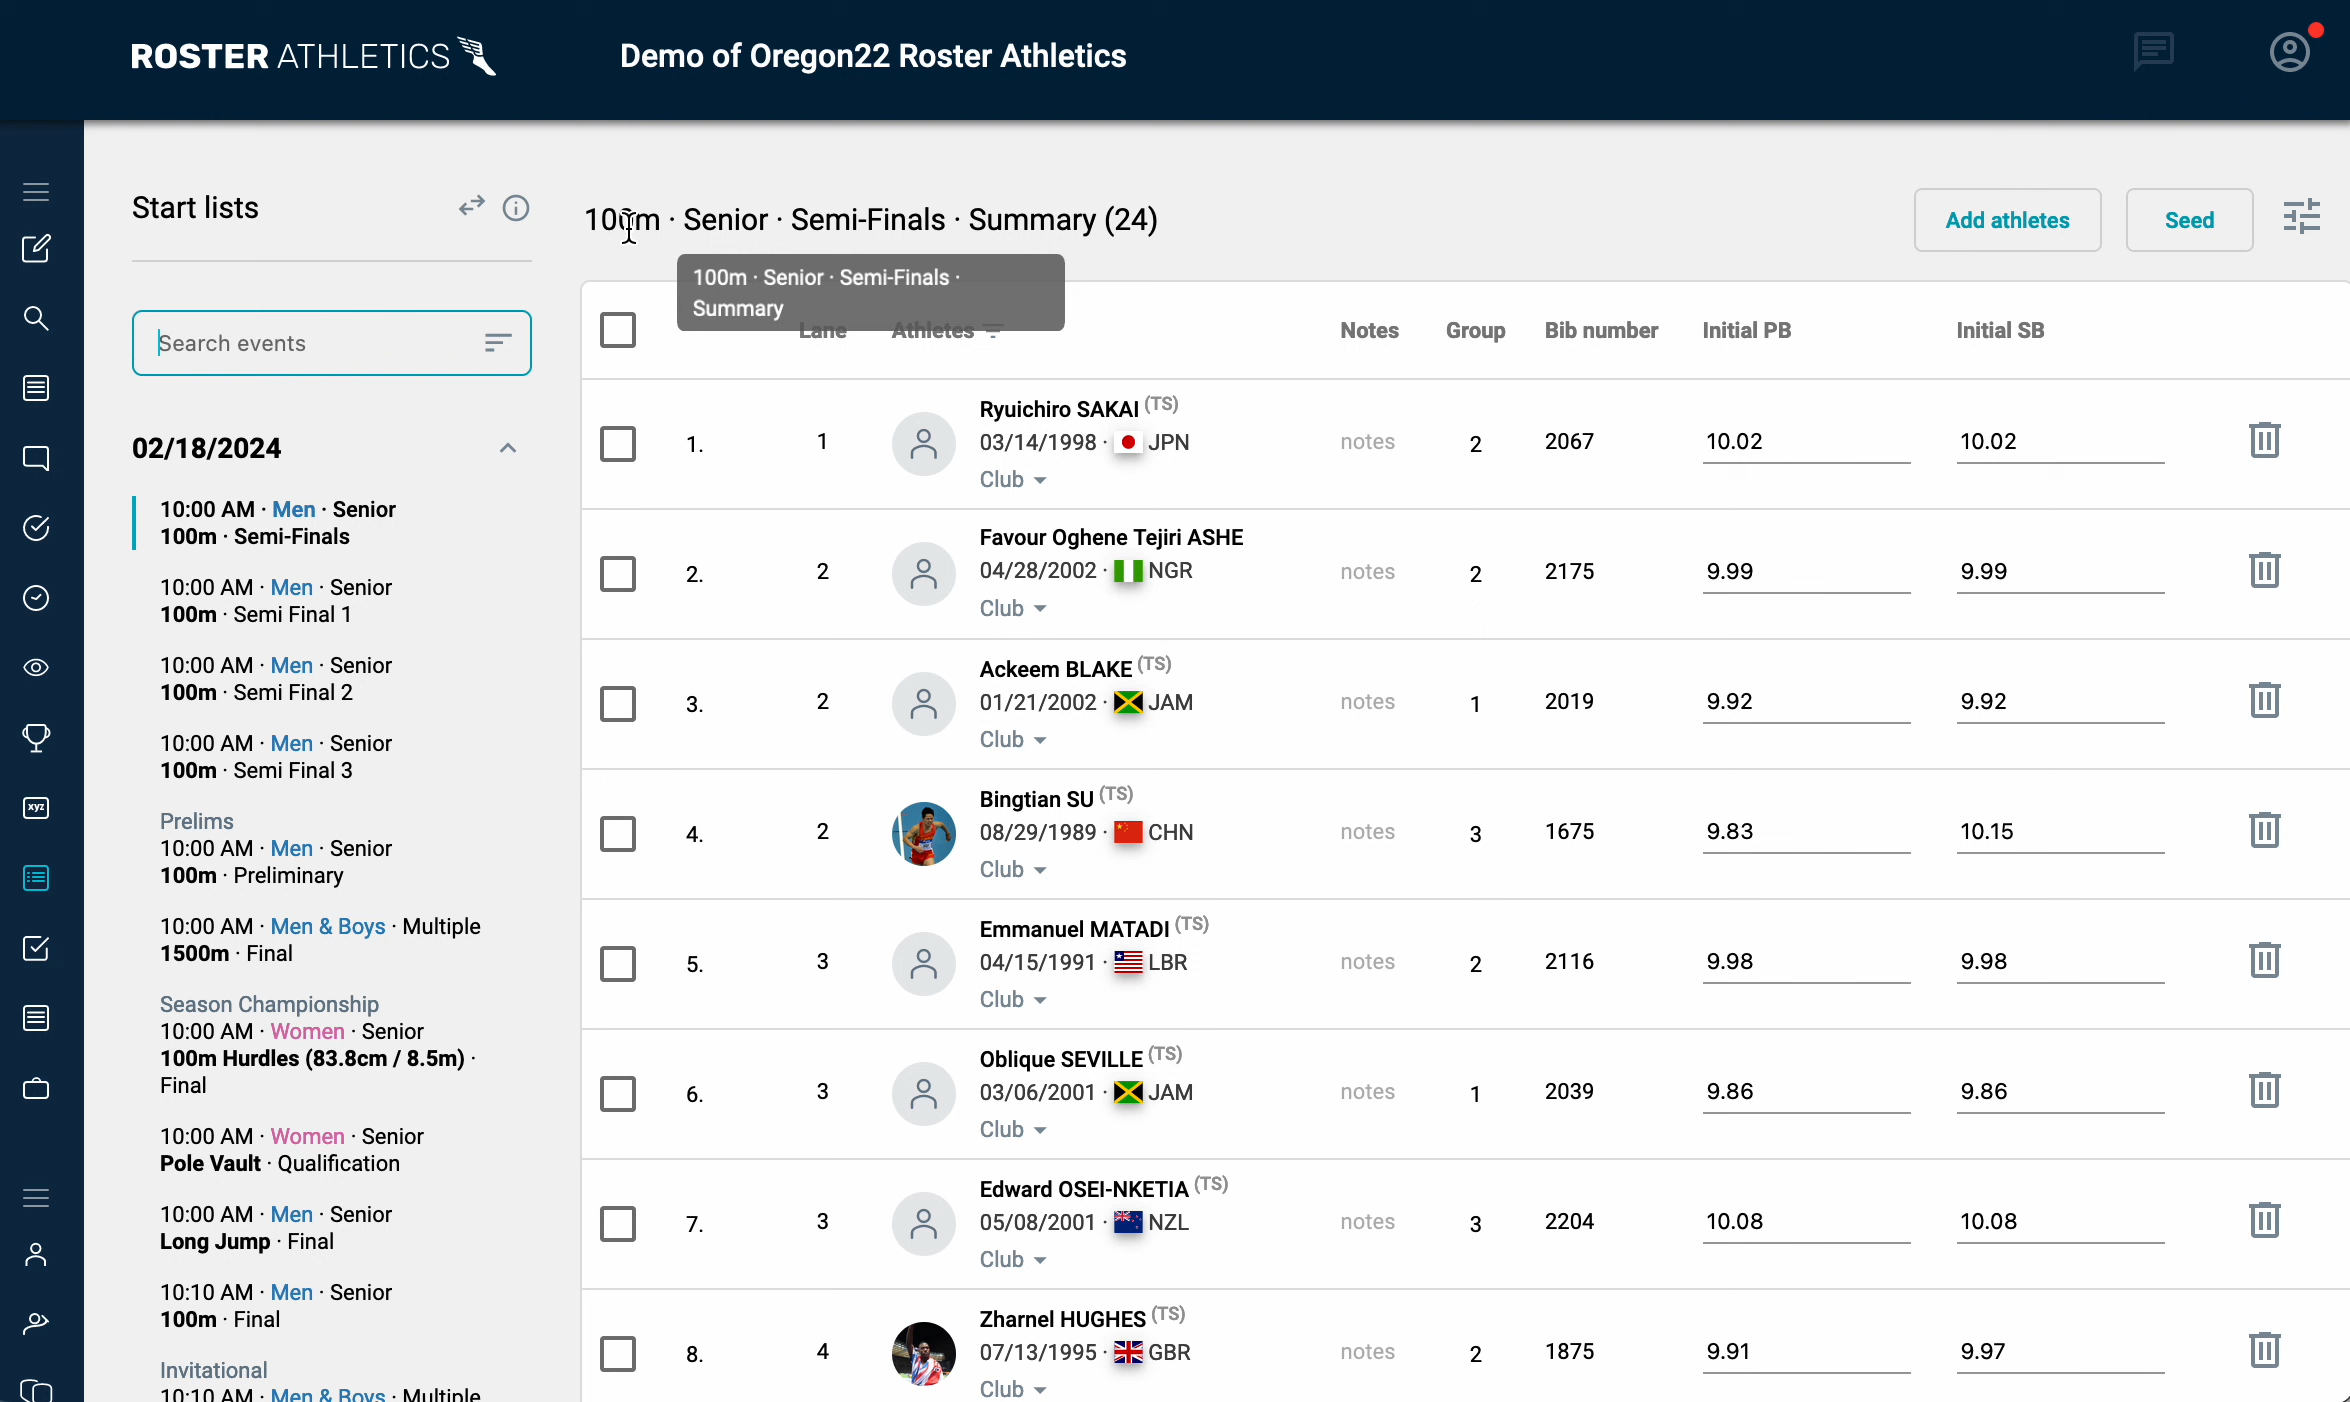 ROSTER ATHLETICS
Demo of Oregon22 Roster Athletics
Start lists
Search events
02/18/2024
10:00 AM · Men · Senior
100m · Semi-Finals
10:00 AM · Men · Senior
100m · Semi Final 1
10:00 AM · Men · Senior
100m · Semi Final 2
10:00 AM · Men · Senior
100m · Semi Final 3
Prelims
10:00 AM · Men · Senior
100m · Preliminary
10:00 AM · Men & Boys · Multiple
1500m · Final
Season Championship
10:00 AM · Women · Senior
100m Hurdles (83.8cm / 8.5m) ·
Final
10:00 AM · Women · Senior
Pole Vault · Qualification
10:00 AM · Men · Senior
Long Jump · Final
10:10 AM · Men · Senior
100m · Final
Invitational
10:10 AM · Men & Boys · Multiple
xyz
100m · Senior · Semi-Finals · Summary (24)
Add athletes
Seed
100m · Senior · Semi-Finals ·
Summary
Lane Athletes Notes Group Bib number Initial PB Initial SB
Ryuichiro SAKAI (TS)
1. 1 03/14/1998 · JPN notes 2 2067 10.02 10.02
Club
Favour Oghene Tejiri ASHE
2. 2 04/28/2002 · NGR notes 2 2175 9.99 9.99
Club
Ackeem BLAKE (TS)
3. 2 01/21/2002 · JAM notes 1 2019 9.92 9.92
Club
Bingtian SU (TS)
4. 2 08/29/1989 · CHN notes 3 1675 9.83 10.15
Club
Emmanuel MATADI (TS)
5. 3 04/15/1991 · LBR notes 2 2116 9.98 9.98
Club
Oblique SEVILLE (TS)
6. 3 03/06/2001 · JAM notes 1 2039 9.86 9.86
Club
Edward OSEI-NKETIA (TS)
7. 3 05/08/2001 · NZL notes 3 2204 10.08 10.08
Club
Zharnel HUGHES (TS)
8. 4 07/13/1995 · GBR notes 2 1875 9.91 9.97
Club